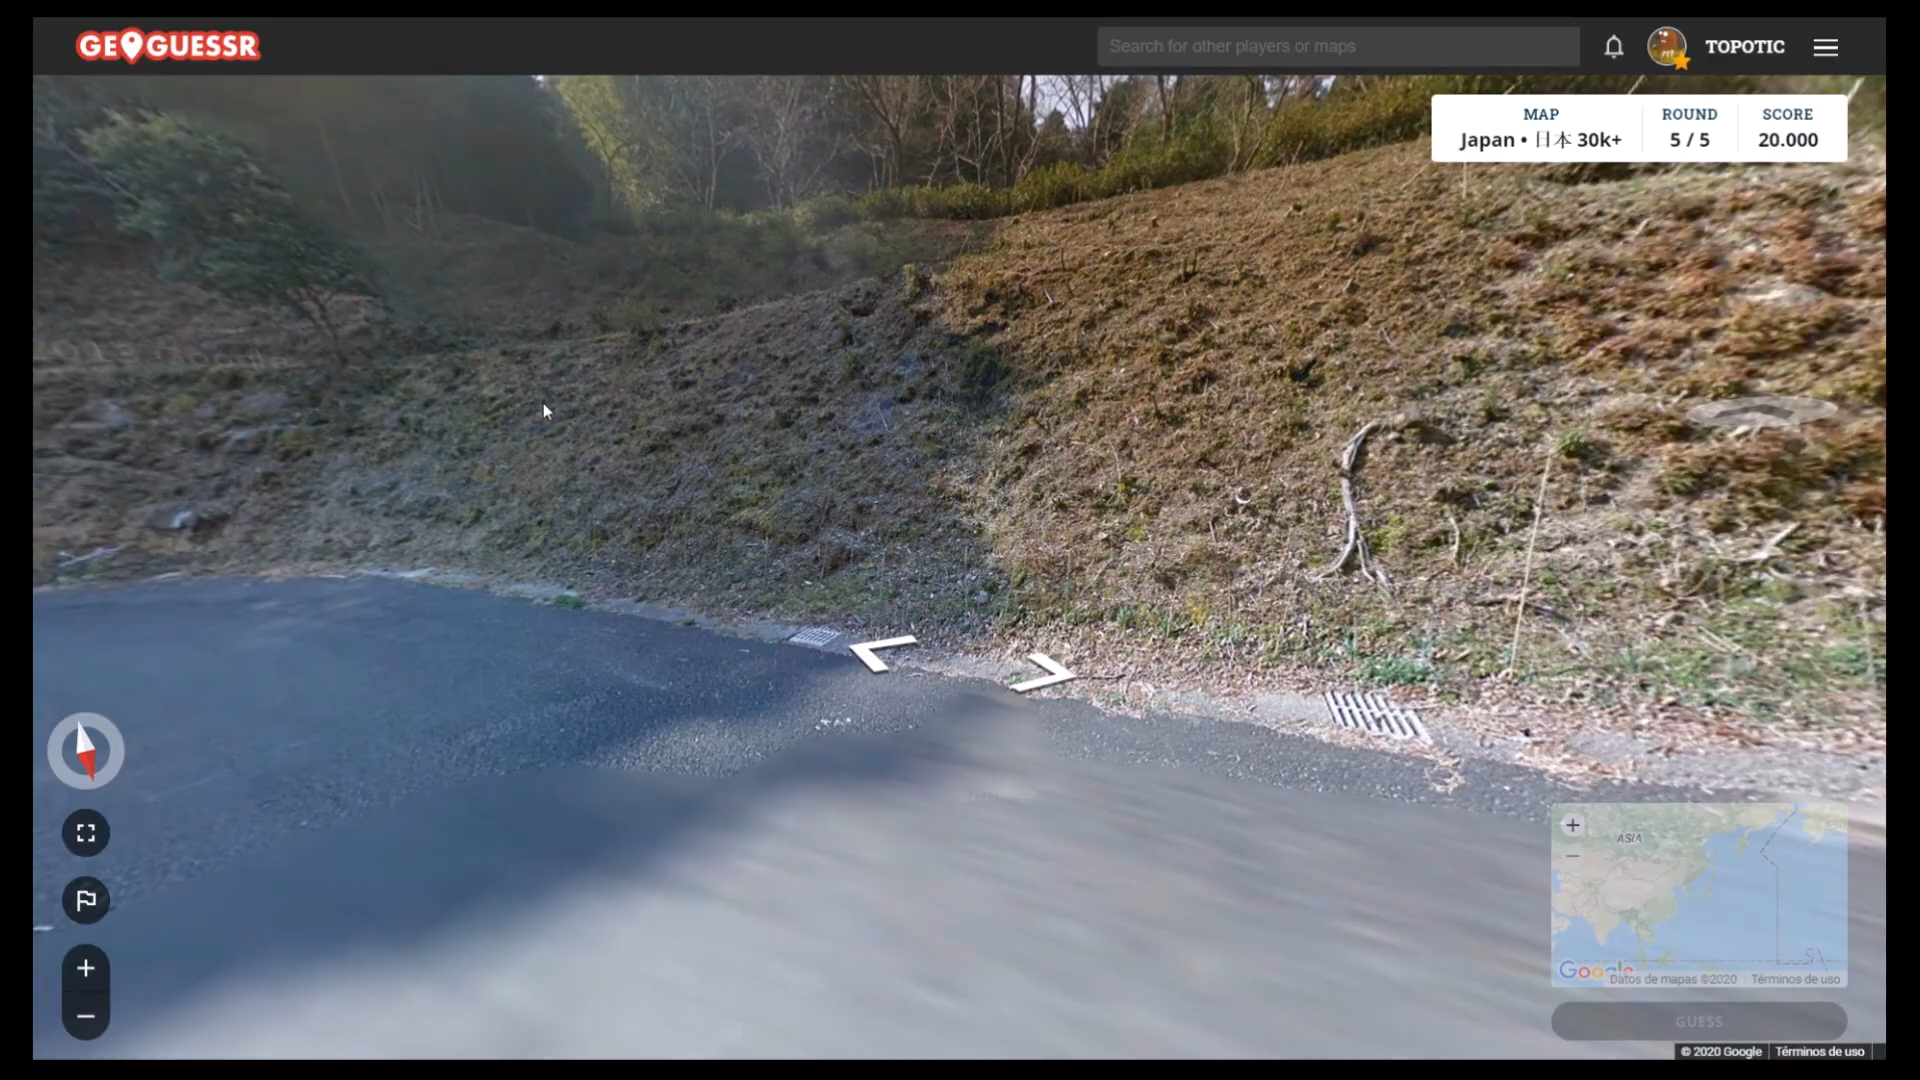 GEOGUESSR
Search for other players or maps
TOPOTIC
MAP
ROUND
SCORE
Japan • 日本 30k+
5 / 5
20.000
ASIA
Google
Datos de mapas ©2020
Términos de uso
GUESS
© 2020 Google
Términos de uso